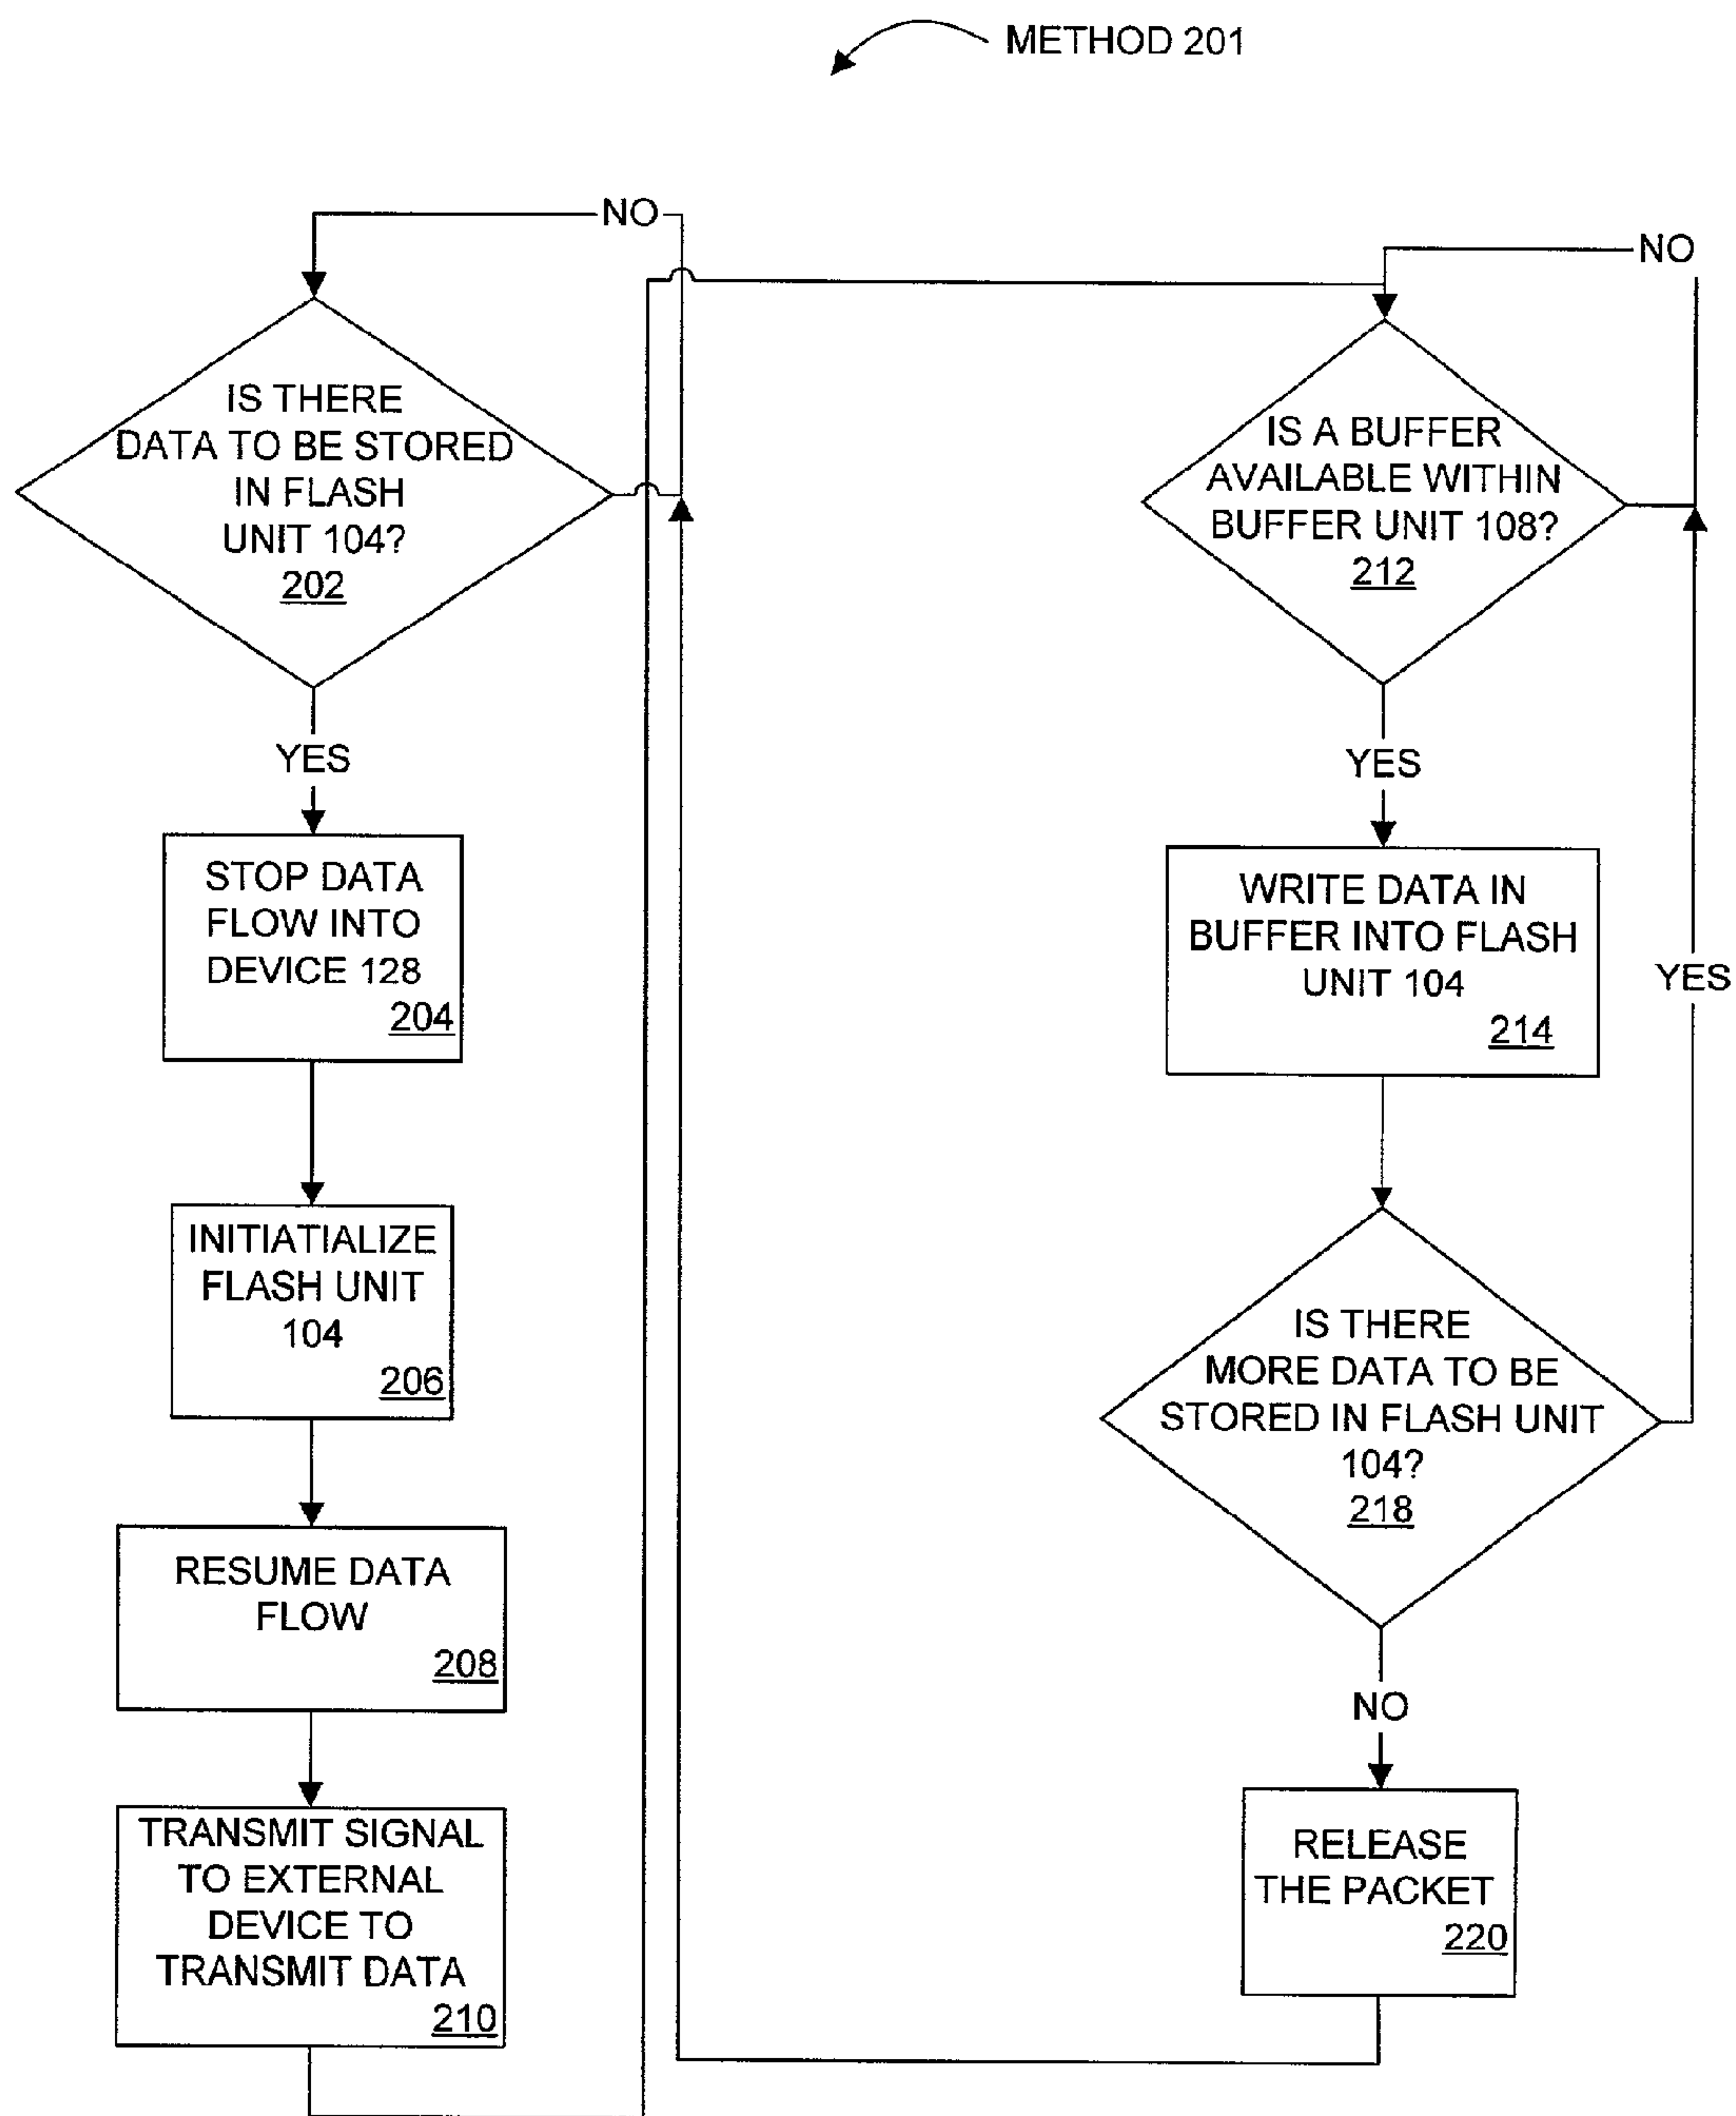 METHOD 201
NO
IS THERE
DATA TO BE STORED
IN FLASH
UNIT 104?
202
YES
STOP DATA
FLOW INTO
DEVICE 128
204
INITIATIALIZE
FLASH UNIT
104
206
RESUME DATA
FLOW
208
TRANSMIT SIGNAL
TO EXTERNAL
DEVICE TO
TRANSMIT DATA
210
NO
IS A BUFFER
AVAILABLE WITHIN
BUFFER UNIT 108?
212
YES
WRITE DATA IN
BUFFER INTO FLASH
UNIT 104
214
YES
IS THERE
MORE DATA TO BE
STORED IN FLASH UNIT
104?
218
NO
RELEASE
THE PACKET
220